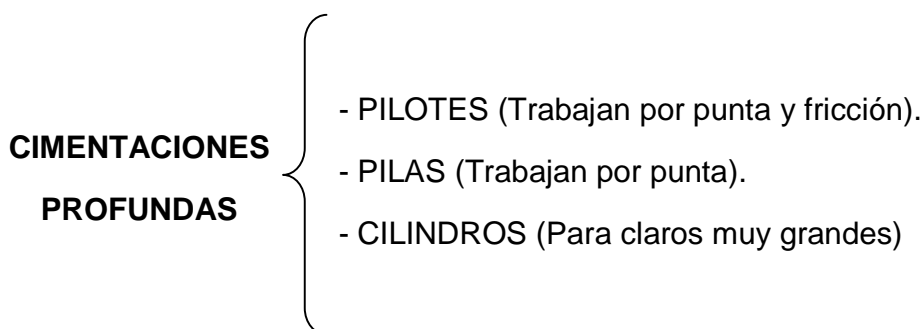 CIMENTACIONES
PROFUNDAS
- PILOTES (Trabajan por punta y fricción).
- PILAS (Trabajan por punta).
- CILINDROS (Para claros muy grandes)